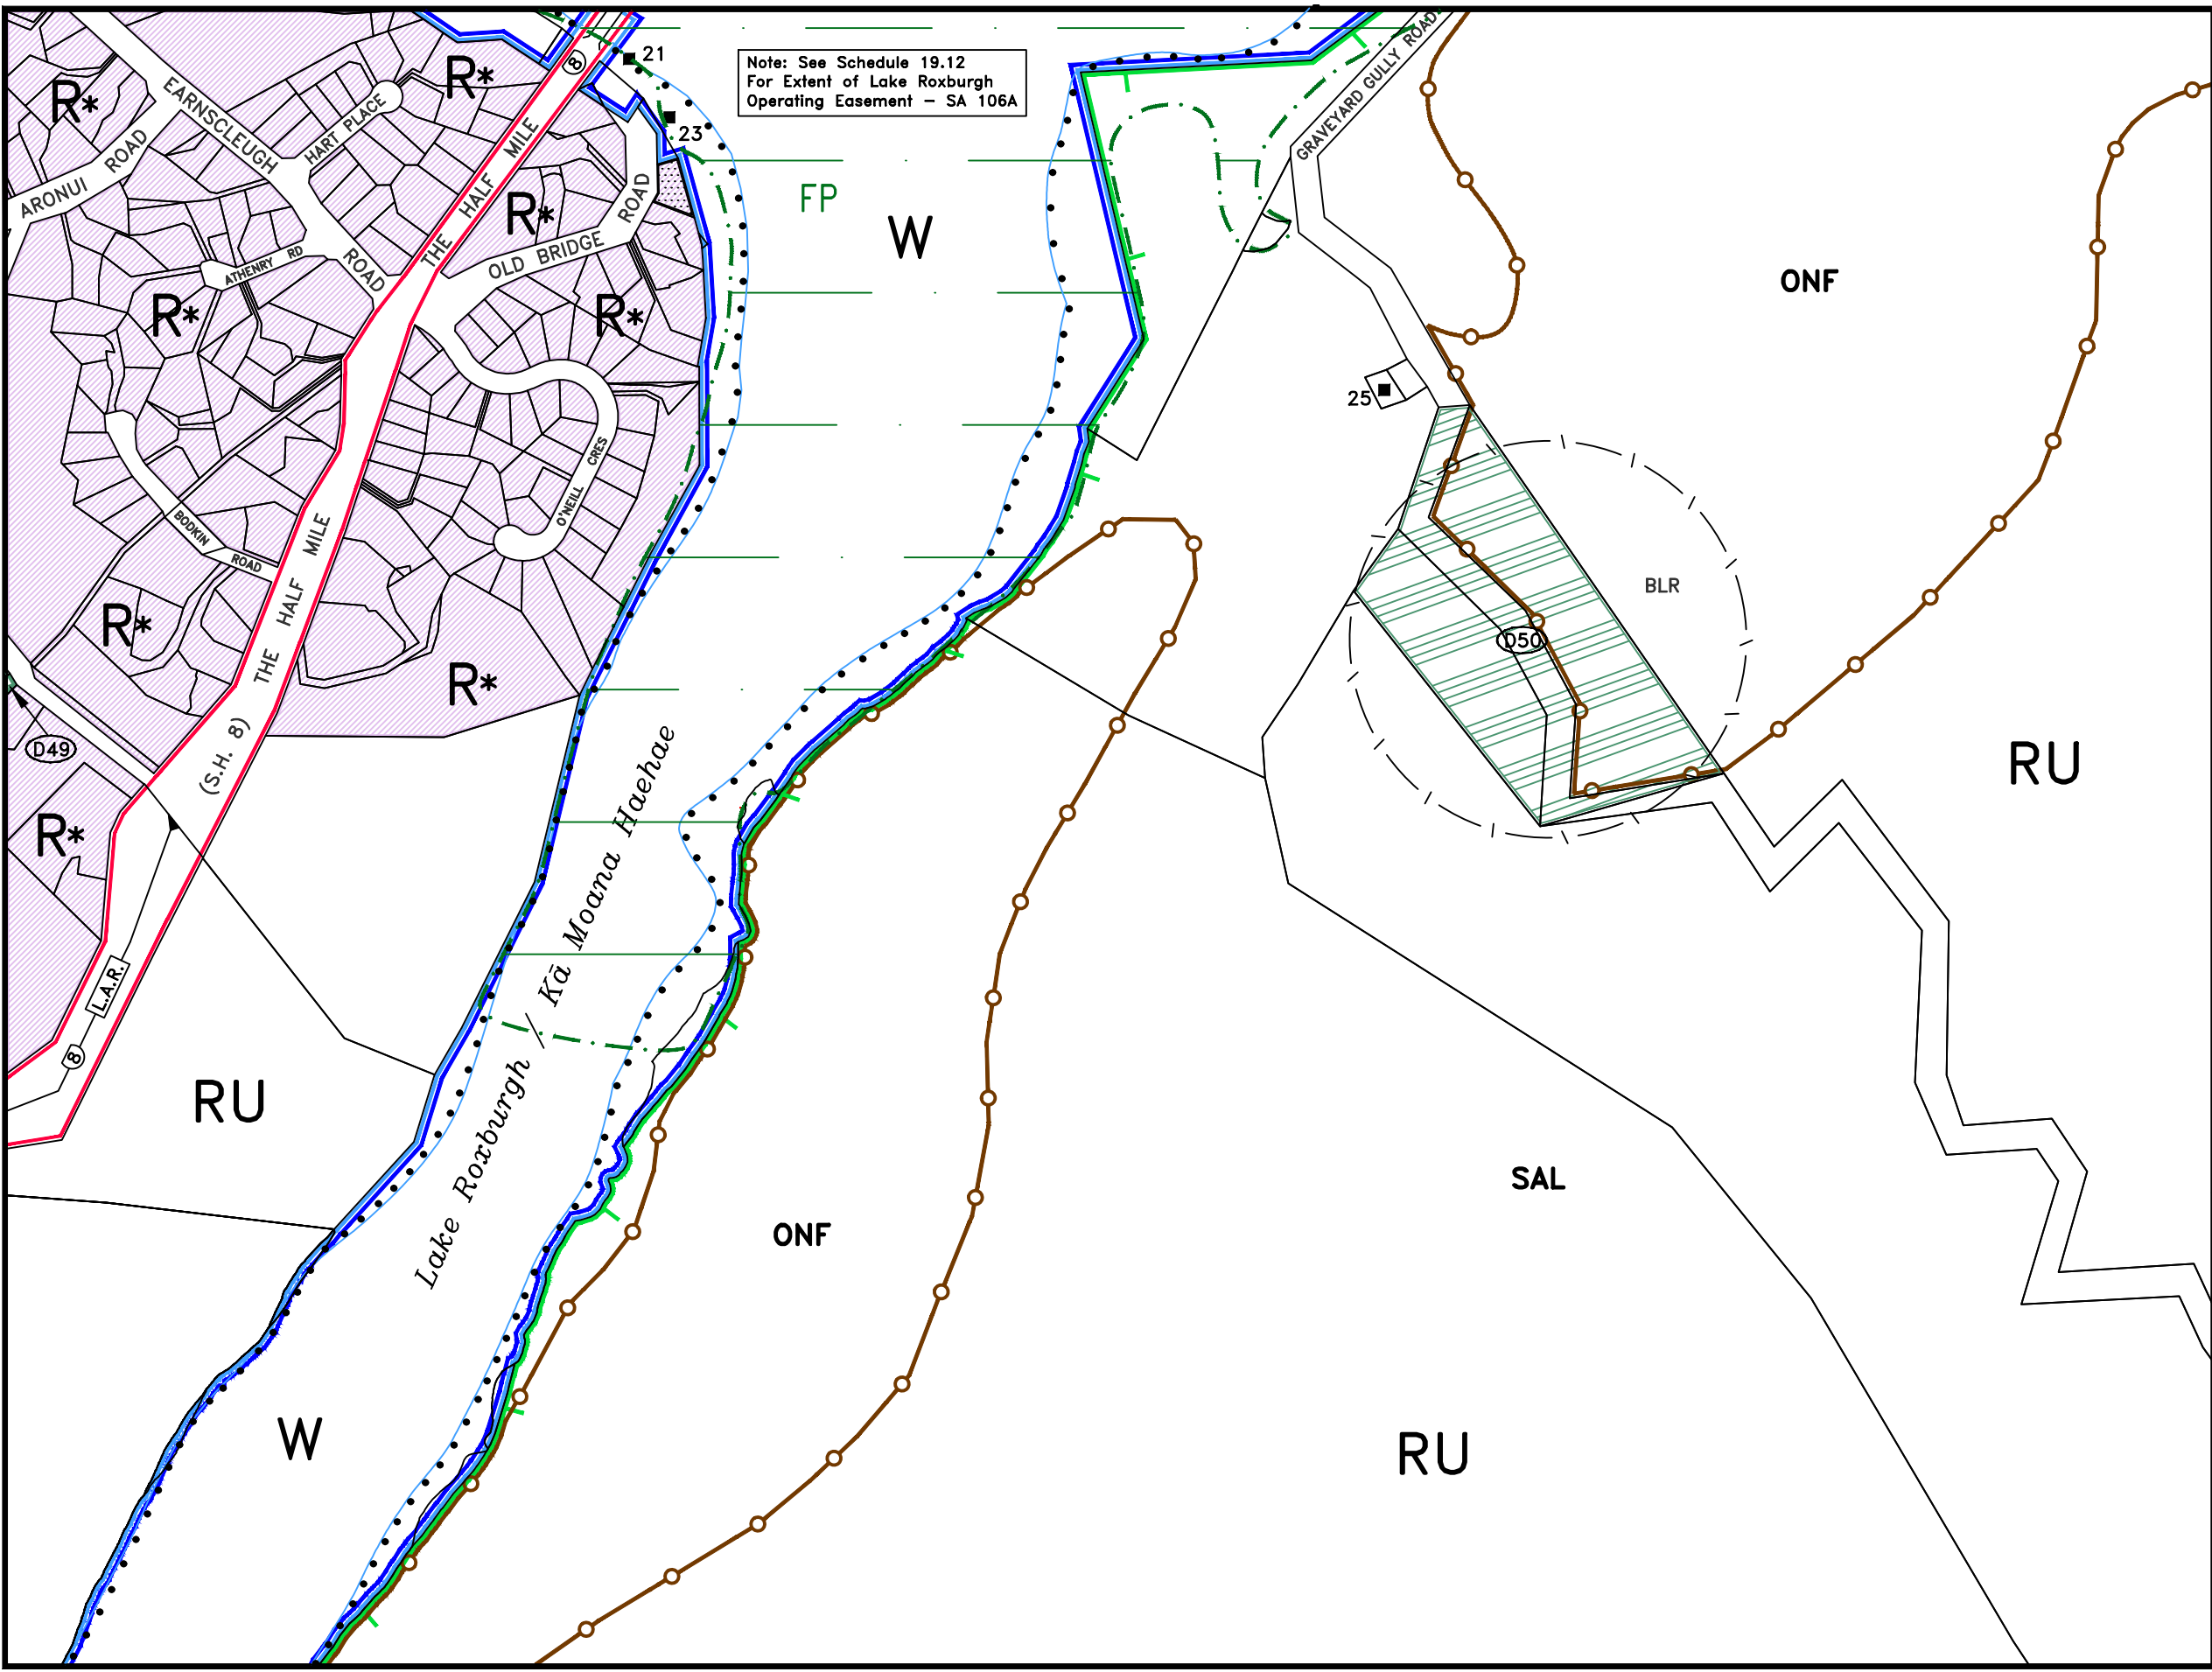 Note: See Schedule 19.12
For Extent of Lake Roxburgh
Operating Easement – SA 106A
8
21
23
R*
R*
EARNSCLEUGH
ROAD
HART PLACE
ARONUI ROAD
THE HALF MILE
GRAVEYARD GULLY ROAD
FP
W
R*
OLD BRIDGE ROAD
ATHENRY RD
R*
R*
ONF
25
O'NEILL CRES
BODKIN ROAD
THE HALF MILE
BLR
R*
D50
R*
D49
(S.H. 8)
RU
R*
Lake Roxburgh / Kā Moana Haehae
L.A.R.
8
RU
SAL
ONF
W
RU